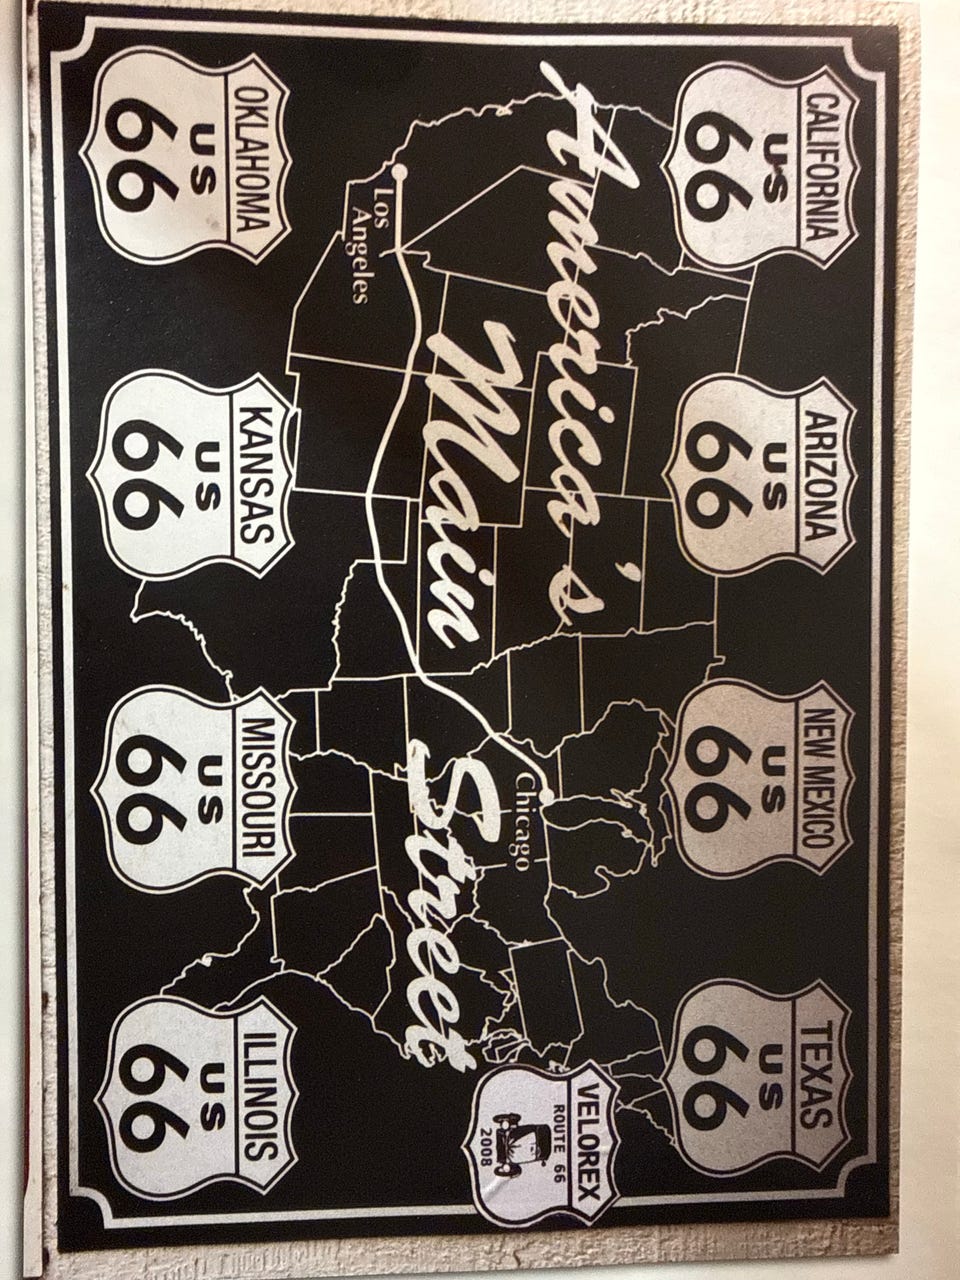 CALIFORNIA
US
66
ARIZONA
US
66
NEW MEXICO
US
66
TEXAS
US
66
America's
Main
Street
Los
Angeles
Chicago
VELOREX
ROUTE 66
2008
OKLAHOMA
US
66
KANSAS
US
66
MISSOURI
US
66
ILLINOIS
US
66